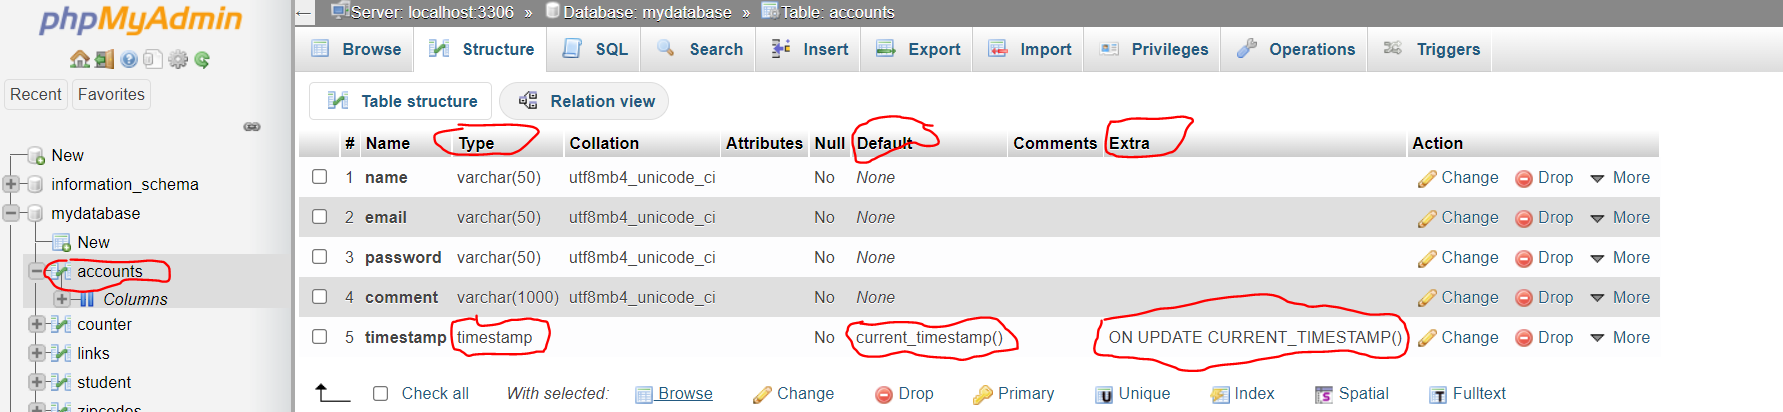 phpMyAdmin
Recent Favorites
New
information_schema
mydatabase
New
accounts
Columns
counter
links
student
zipcodes
Server: localhost:3306 » Database: mydatabase » Table: accounts
Browse Structure SQL Search Insert Export Import Privileges Operations Triggers
Table structure Relation view
# Name Type Collation Attributes Null Default Comments Extra Action
1 name varchar(50) utf8mb4_unicode_ci No None Change Drop More
2 email varchar(50) utf8mb4_unicode_ci No None Change Drop More
3 password varchar(50) utf8mb4_unicode_ci No None Change Drop More
4 comment varchar(1000) utf8mb4_unicode_ci No None Change Drop More
5 timestamp timestamp No current_timestamp() ON UPDATE CURRENT_TIMESTAMP() Change Drop More
Check all With selected: Browse Change Drop Primary Unique Index Spatial Fulltext